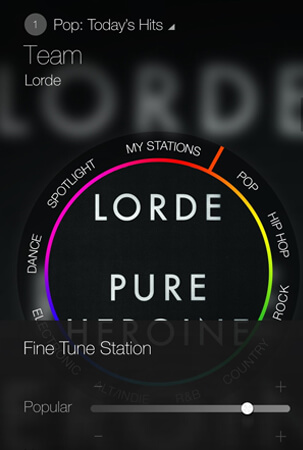 1 Pop: Today's Hits
Team
Lorde
LORDE
MY STATIONS
SPOTLIGHT
POP
DANCE
HIP HOP
LORDE
PURE
HEROINE
ROCK
ELECTRONIC
COUNTRY
ALT/INDIE
R&B
Fine Tune Station
− +
Popular
− +